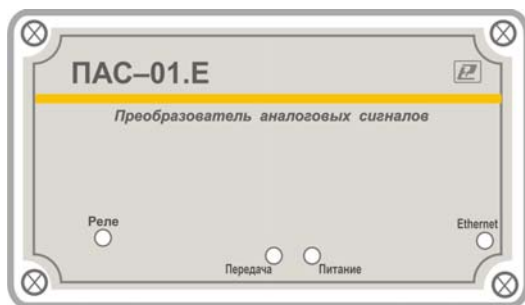 ПАС–01.Е
Преобразователь аналоговых сигналов
Реле
Ethernet
Передача
Питание